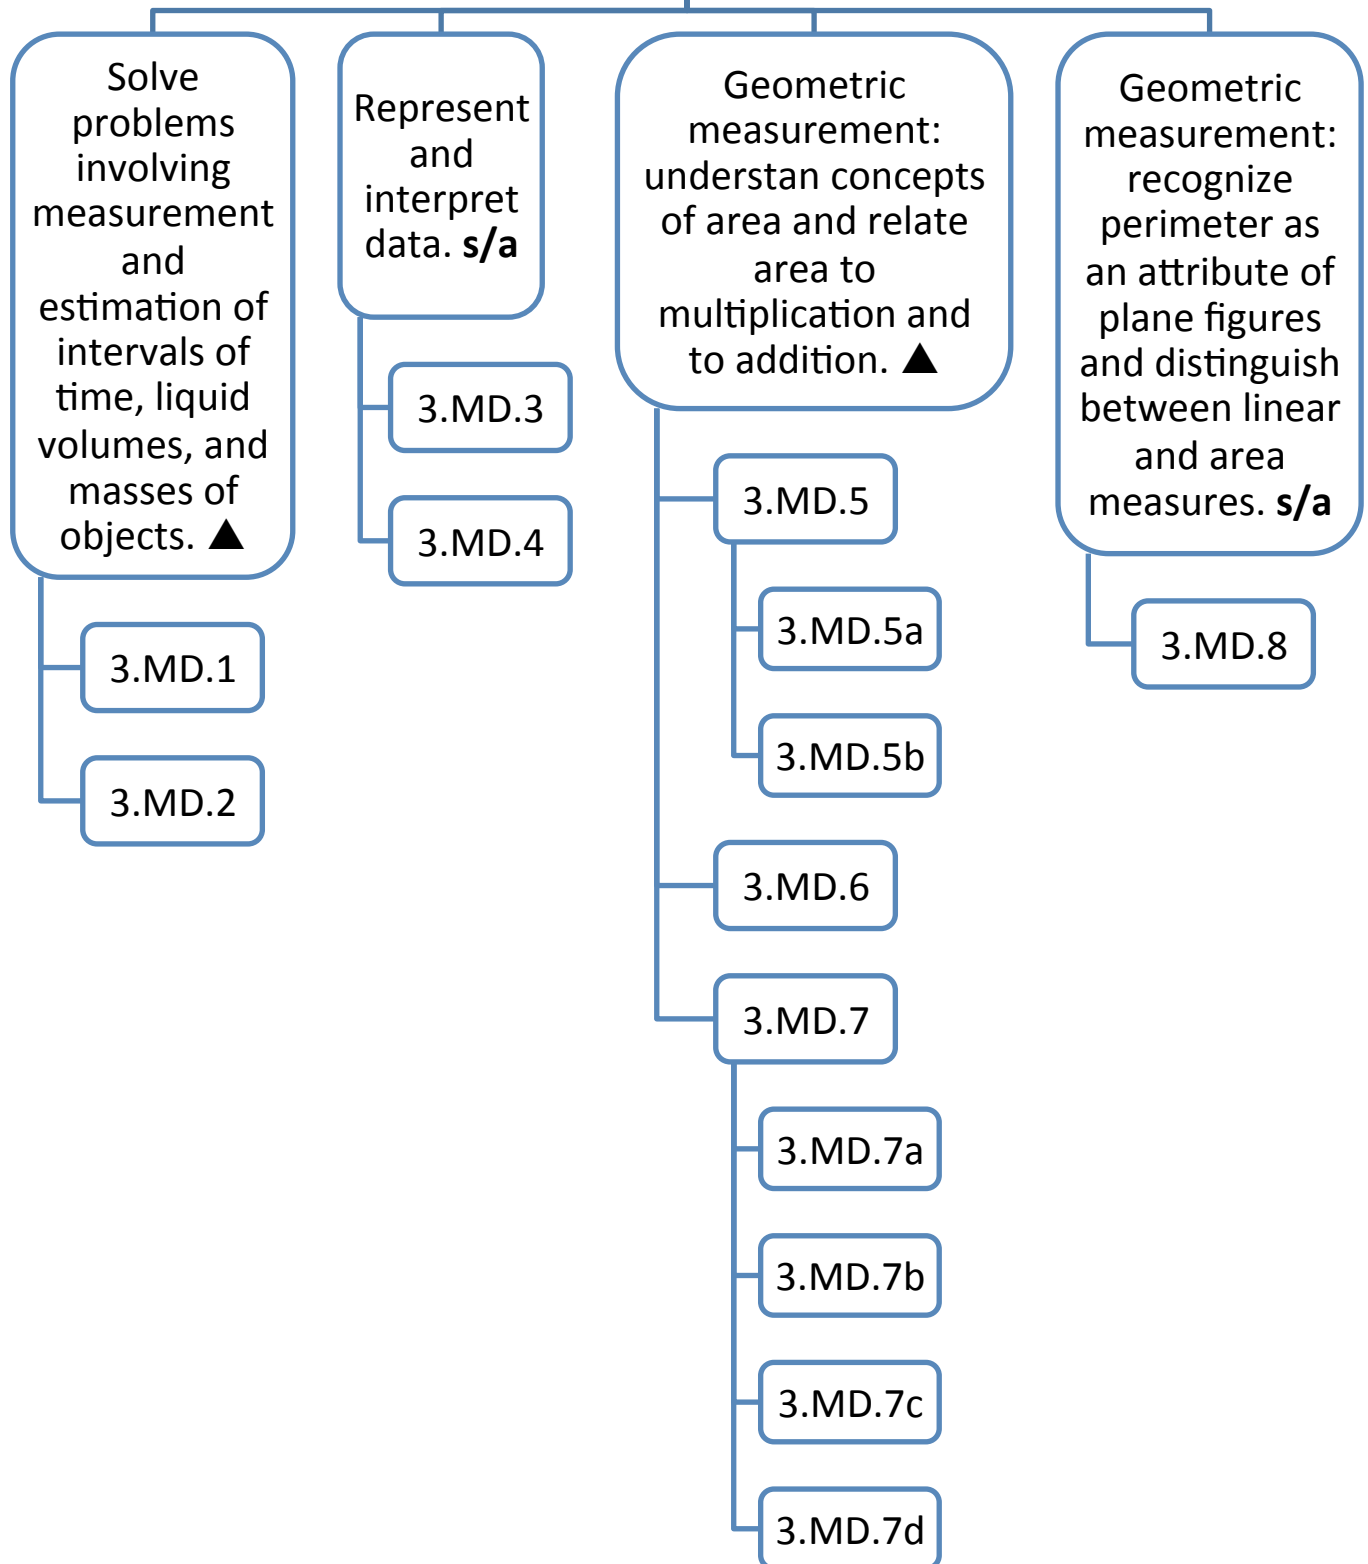 Solve
problems
involving
measurement
and
estimation of
intervals of
time, liquid
volumes, and
masses of
objects. ▲
3.MD.1
3.MD.2
Represent
and
interpret
data. s/a
3.MD.3
3.MD.4
Geometric
measurement:
understan concepts
of area and relate
area to
multiplication and
to addition. ▲
3.MD.5
3.MD.5a
3.MD.5b
3.MD.6
3.MD.7
3.MD.7a
3.MD.7b
3.MD.7c
3.MD.7d
Geometric
measurement:
recognize
perimeter as
an attribute of
plane figures
and distinguish
between linear
and area
measures. s/a
3.MD.8